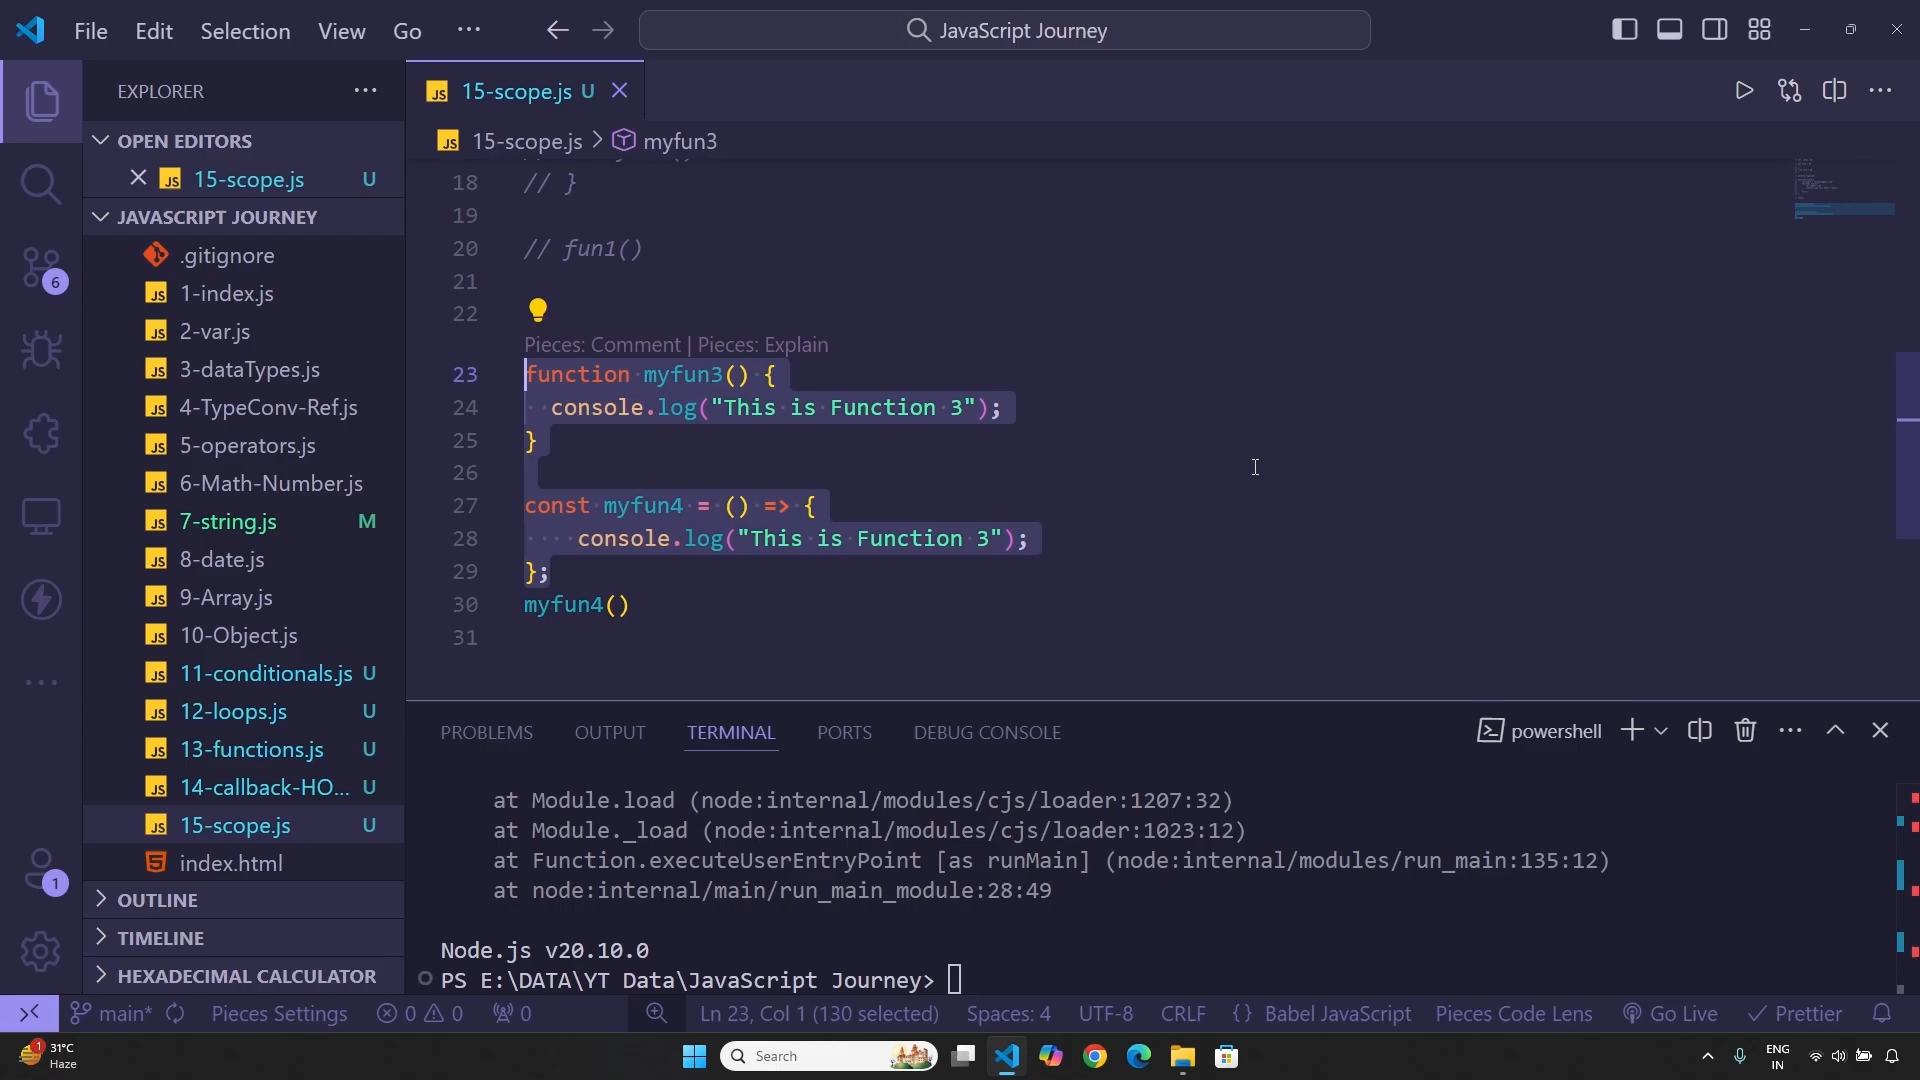 File Edit Selection View Go ···
JavaScript Journey
EXPLORER
OPEN EDITORS
15-scope.js U
JAVASCRIPT JOURNEY
.gitignore
1-index.js
2-var.js
3-dataTypes.js
4-TypeConv-Ref.js
5-operators.js
6-Math-Number.js
7-string.js M
8-date.js
9-Array.js
10-Object.js
11-conditionals.js U
12-loops.js U
13-functions.js U
14-callback-HO... U
15-scope.js U
index.html
OUTLINE
TIMELINE
HEXADECIMAL CALCULATOR
6
1
JS 15-scope.js U
JS 15-scope.js > myfun3
18 // }
19
20 // fun1()
21
22
Pieces: Comment | Pieces: Explain
23 function myfun3() {
24 console.log("This is Function 3");
25 }
26
27 const myfun4 = () => {
28 console.log("This is Function 3");
29 };
30 myfun4()
31
PROBLEMS OUTPUT TERMINAL PORTS DEBUG CONSOLE
powershell
at Module.load (node:internal/modules/cjs/loader:1207:32)
at Module._load (node:internal/modules/cjs/loader:1023:12)
at Function.executeUserEntryPoint [as runMain] (node:internal/modules/run_main:135:12)
at node:internal/main/run_main_module:28:49
Node.js v20.10.0
PS E:\DATA\YT Data\JavaScript Journey>
main* Pieces Settings 0 0 0 Ln 23, Col 1 (130 selected) Spaces: 4 UTF-8 CRLF {} Babel JavaScript Pieces Code Lens Go Live Prettier
1 31°C
Haze
Search
ENG
IN